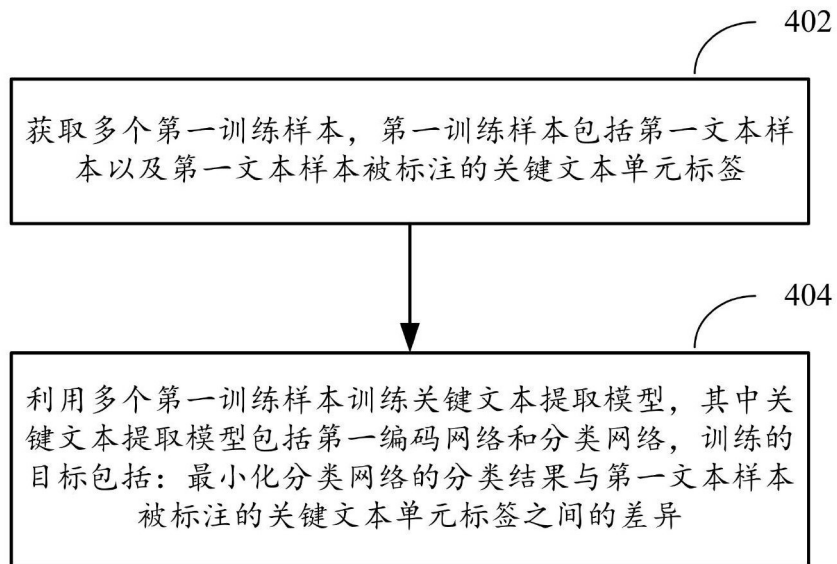 402
获取多个第一训练样本，第一训练样本包括第一文本样
本以及第一文本样本被标注的关键文本单元标签
404
利用多个第一训练样本训练关键文本提取模型，其中关
键文本提取模型包括第一编码网络和分类网络，训练的
目标包括：最小化分类网络的分类结果与第一文本样本
被标注的关键文本单元标签之间的差异